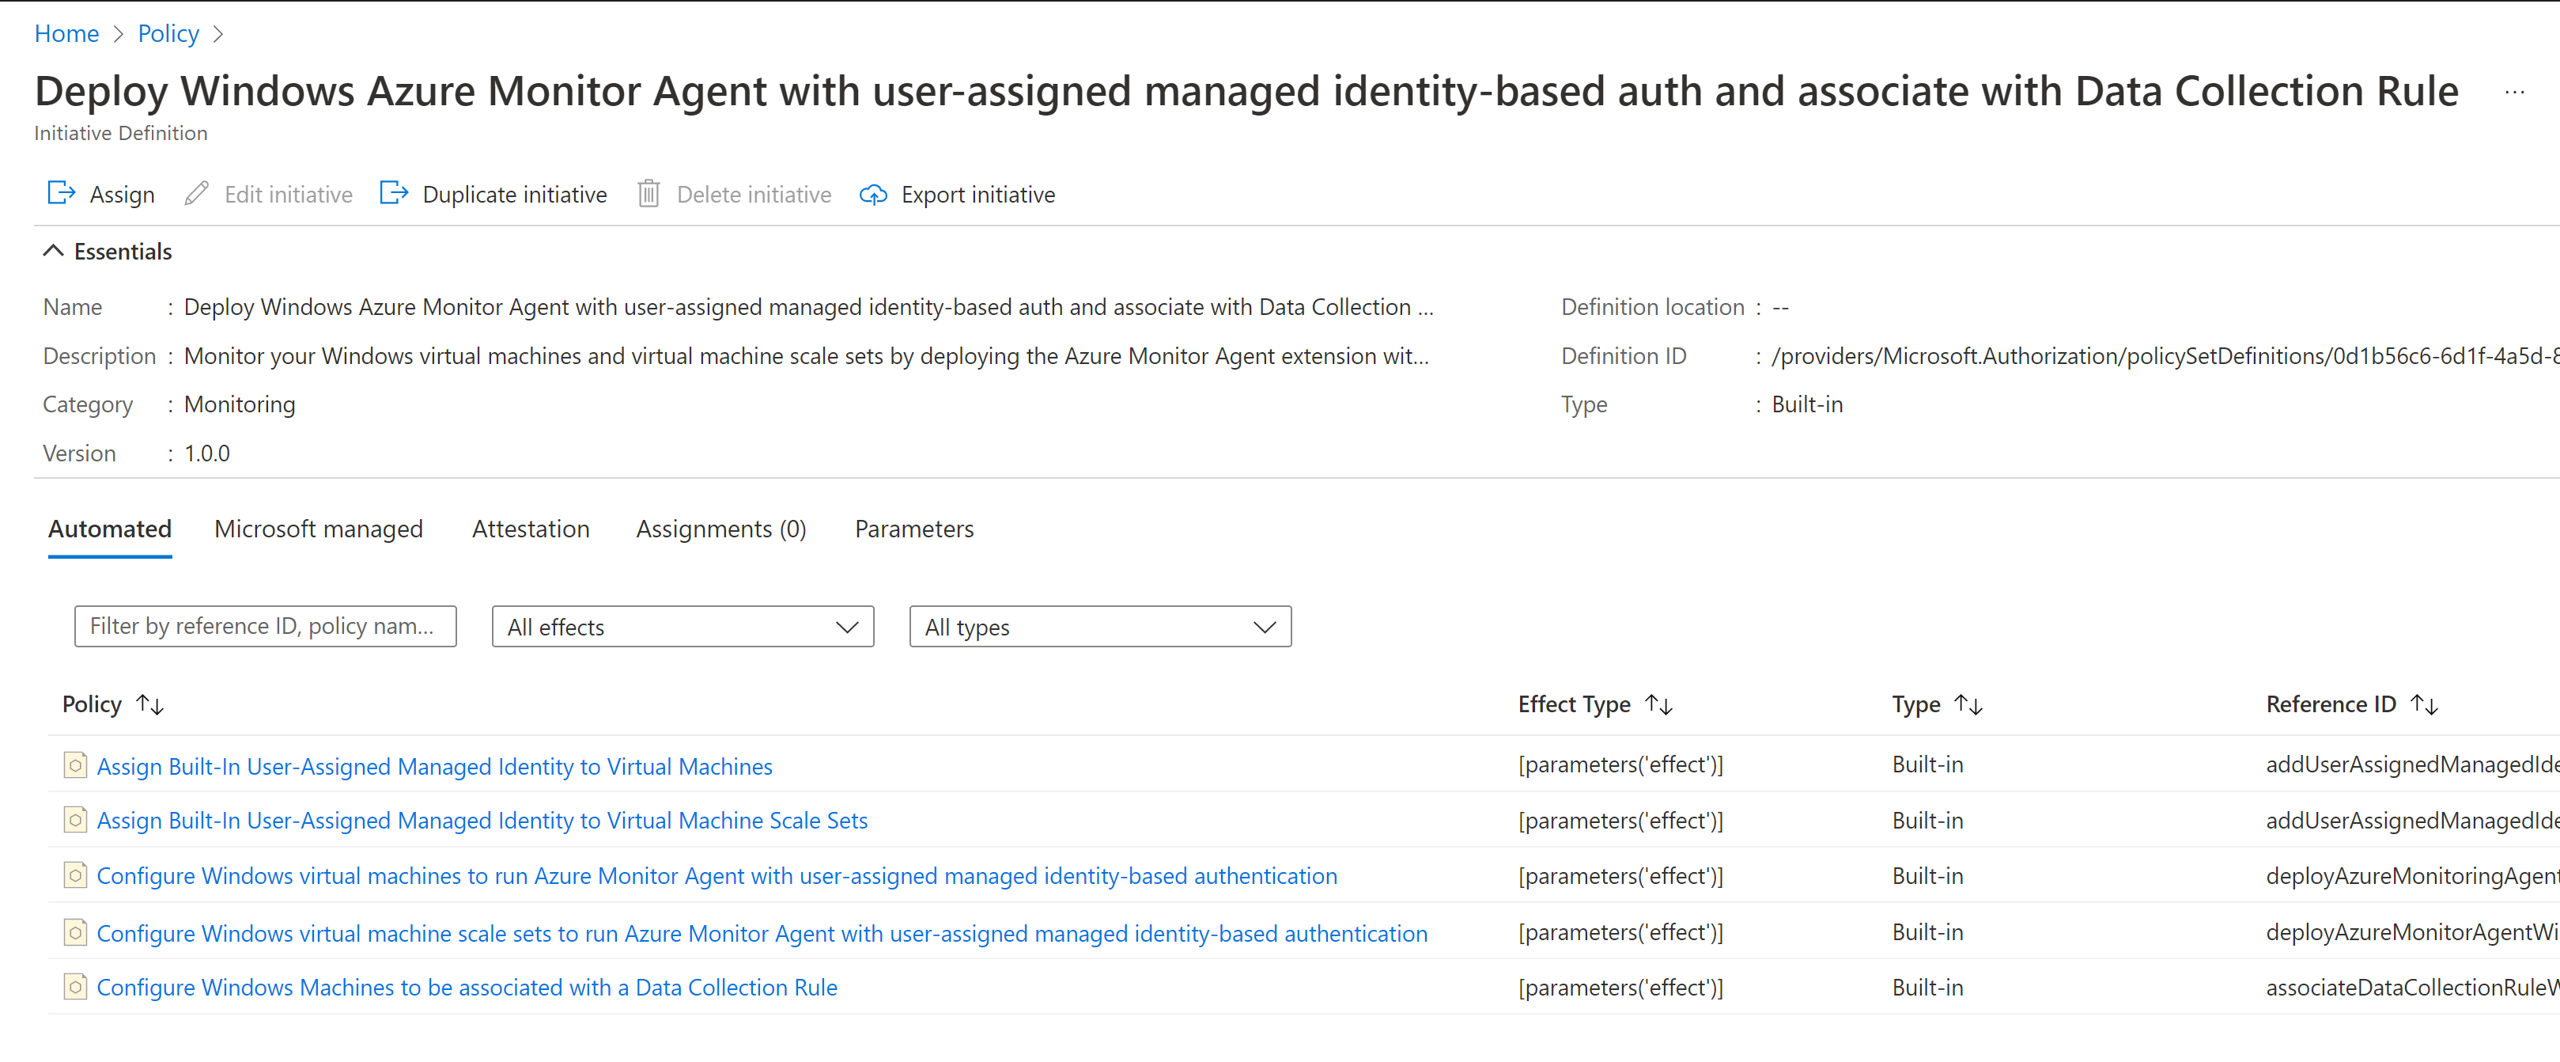 Home > Policy >
Deploy Windows Azure Monitor Agent with user-assigned managed identity-based auth and associate with Data Collection Rule ...
Initiative Definition
Assign Edit initiative Duplicate initiative Delete initiative Export initiative
Essentials
Name : Deploy Windows Azure Monitor Agent with user-assigned managed identity-based auth and associate with Data Collection ... Definition location : --
Description : Monitor your Windows virtual machines and virtual machine scale sets by deploying the Azure Monitor Agent extension wit... Definition ID : /providers/Microsoft.Authorization/policySetDefinitions/0d1b56c6-6d1f-4a5d-8
Category : Monitoring Type : Built-in
Version : 1.0.0
Automated Microsoft managed Attestation Assignments (0) Parameters
Filter by reference ID, policy nam... All effects All types
Policy ↑↓ Effect Type ↑↓ Type ↑↓ Reference ID ↑↓
Assign Built-In User-Assigned Managed Identity to Virtual Machines [parameters('effect')] Built-in addUserAssignedManagedIde
Assign Built-In User-Assigned Managed Identity to Virtual Machine Scale Sets [parameters('effect')] Built-in addUserAssignedManagedIde
Configure Windows virtual machines to run Azure Monitor Agent with user-assigned managed identity-based authentication [parameters('effect')] Built-in deployAzureMonitoringAgent
Configure Windows virtual machine scale sets to run Azure Monitor Agent with user-assigned managed identity-based authentication [parameters('effect')] Built-in deployAzureMonitorAgentWi
Configure Windows Machines to be associated with a Data Collection Rule [parameters('effect')] Built-in associateDataCollectionRuleW